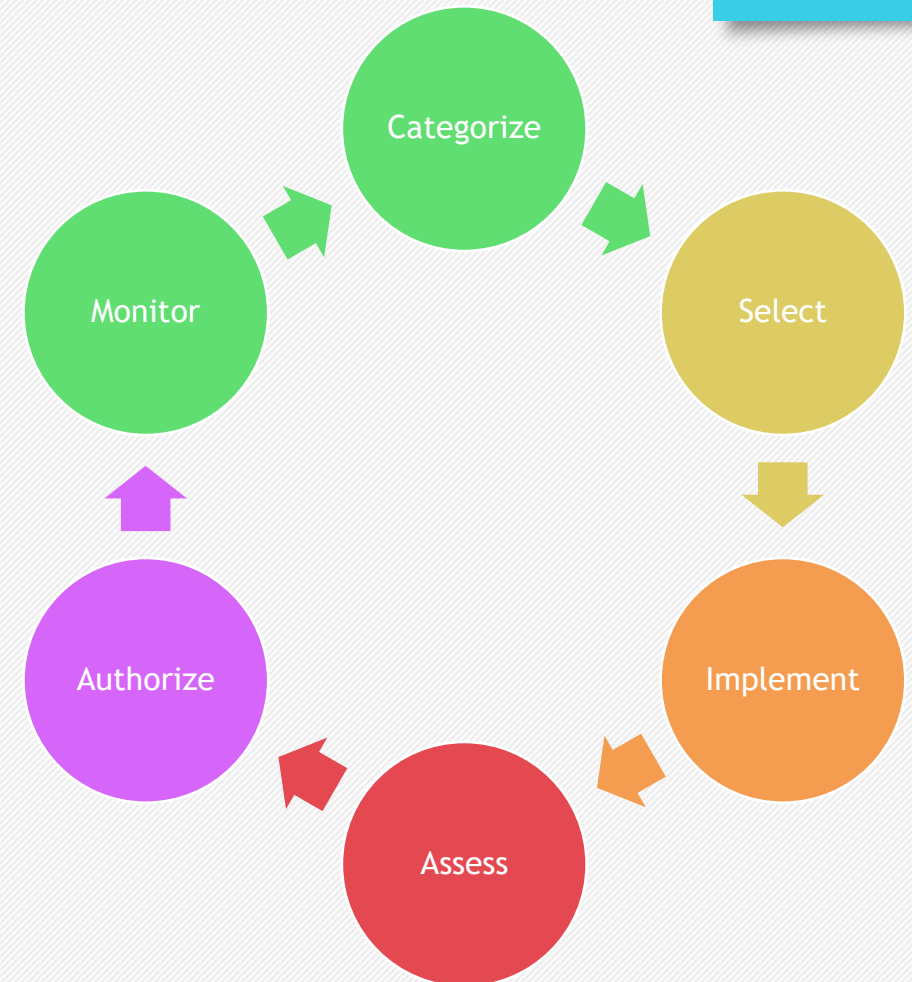 Categorize
Select
Implement
Assess
Authorize
Monitor